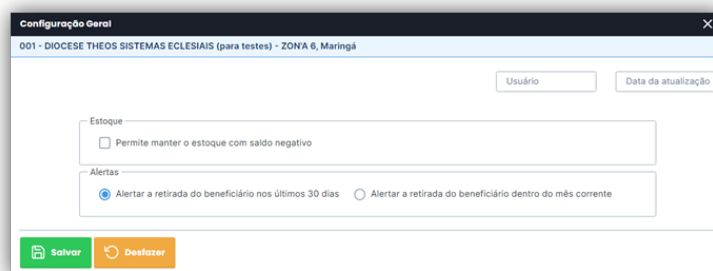 Configuração Geral
001 - DIOCESE THEOS SISTEMAS ECLESIAIS (para testes) - ZON'A 6, Maringá
Usuário
Data da atualização
Estoque
Permite manter o estoque com saldo negativo
Alertas
Alertar a retirada do beneficiário nos últimos 30 dias
Alertar a retirada do beneficiário dentro do mês corrente
Salvar
Desfazer